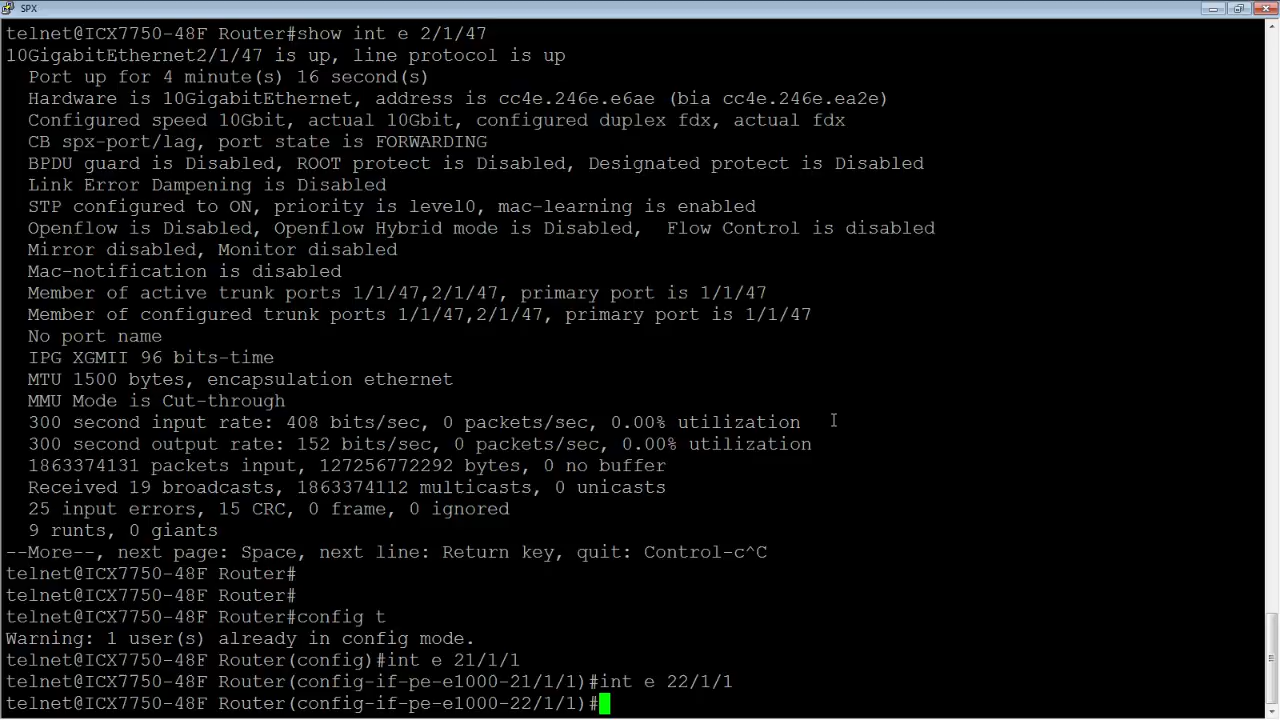 SPX
telnet@ICX7750-48F Router#show int e 2/1/47
10GigabitEthernet2/1/47 is up, line protocol is up
  Port up for 4 minute(s) 16 second(s)
  Hardware is 10GigabitEthernet, address is cc4e.246e.e6ae (bia cc4e.246e.ea2e)
  Configured speed 10Gbit, actual 10Gbit, configured duplex fdx, actual fdx
  CB spx-port/lag, port state is FORWARDING
  BPDU guard is Disabled, ROOT protect is Disabled, Designated protect is Disabled
  Link Error Dampening is Disabled
  STP configured to ON, priority is level0, mac-learning is enabled
  Openflow is Disabled, Openflow Hybrid mode is Disabled,  Flow Control is disabled
  Mirror disabled, Monitor disabled
  Mac-notification is disabled
  Member of active trunk ports 1/1/47,2/1/47, primary port is 1/1/47
  Member of configured trunk ports 1/1/47,2/1/47, primary port is 1/1/47
  No port name
  IPG XGMII 96 bits-time
  MTU 1500 bytes, encapsulation ethernet
  MMU Mode is Cut-through
  300 second input rate: 408 bits/sec, 0 packets/sec, 0.00% utilization
  300 second output rate: 152 bits/sec, 0 packets/sec, 0.00% utilization
  1863374131 packets input, 127256772292 bytes, 0 no buffer
  Received 19 broadcasts, 1863374112 multicasts, 0 unicasts
  25 input errors, 15 CRC, 0 frame, 0 ignored
  9 runts, 0 giants
--More--, next page: Space, next line: Return key, quit: Control-c^C
telnet@ICX7750-48F Router#
telnet@ICX7750-48F Router#
telnet@ICX7750-48F Router#config t
Warning: 1 user(s) already in config mode.
telnet@ICX7750-48F Router(config)#int e 21/1/1
telnet@ICX7750-48F Router(config-if-pe-e1000-21/1/1)#int e 22/1/1
telnet@ICX7750-48F Router(config-if-pe-e1000-22/1/1)#